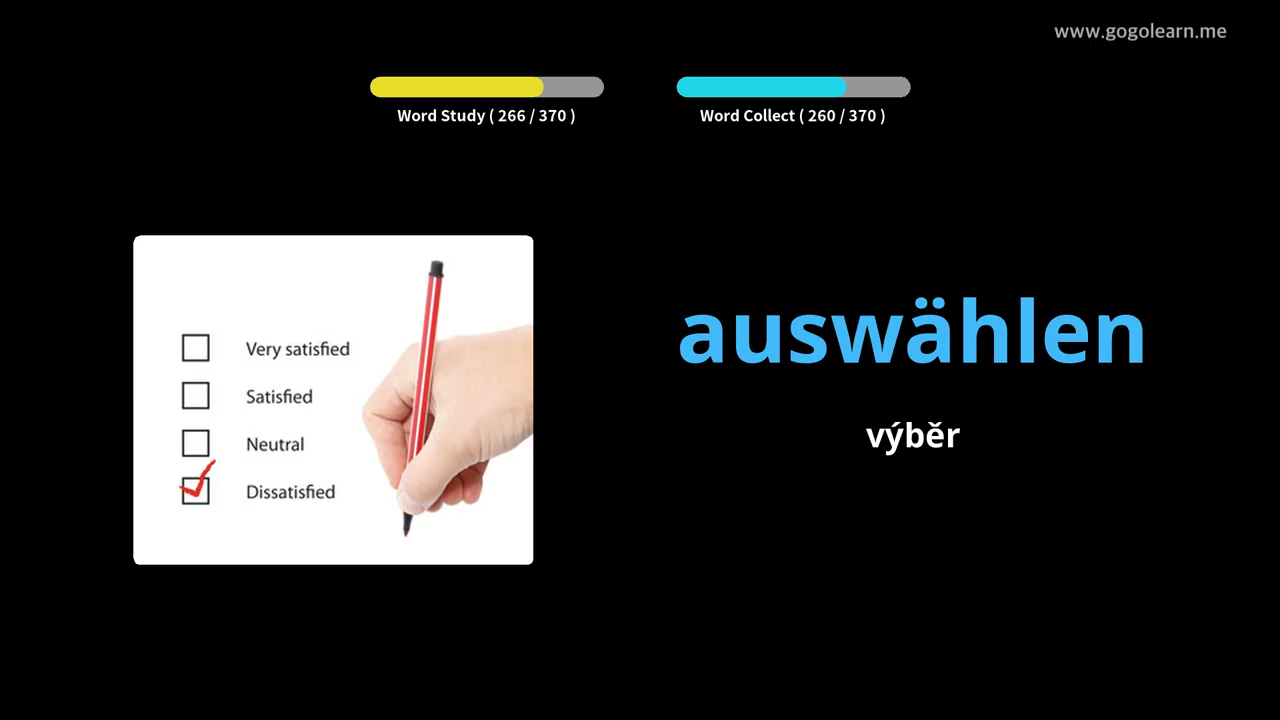 www.gogolearn.me
Word Study ( 266 / 370 )
Word Collect ( 260 / 370 )
Very satisfied
Satisfied
Neutral
Dissatisfied
auswählen
výběr